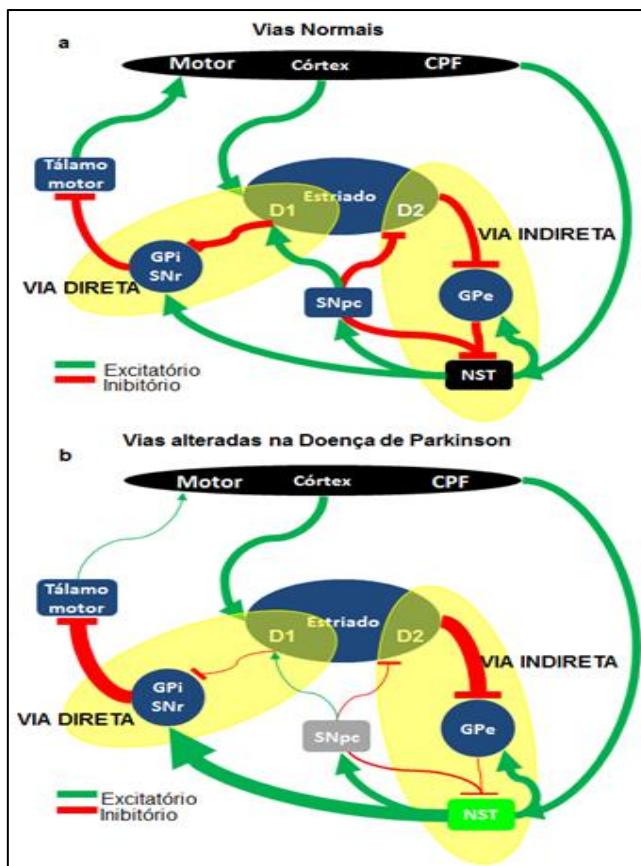 a
Vias Normais
Motor Córtex CPF
Tálamo
motor
Estriado
D1 D2
VIA INDIRETA
GPi
SNr
VIA DIRETA
SNpc
GPe
NST
Excitatório
Inibitório
b
Vias alteradas na Doença de Parkinson
Motor Córtex CPF
Tálamo
motor
Estriado
D1 D2
VIA INDIRETA
GPi
SNr
VIA DIRETA
SNpc
GPe
NST
Excitatório
Inibitório